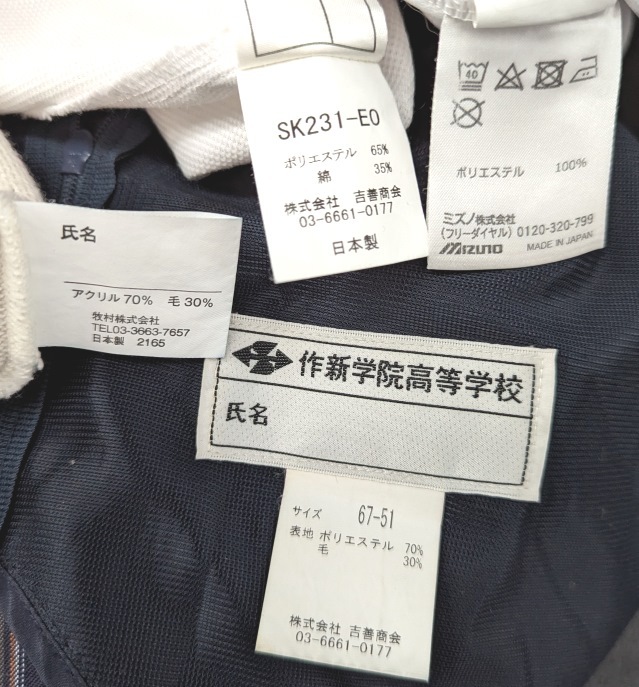 SK231-E0
ポリエステル 65%
綿 35%
株式会社 吉善商会
03-6661-0177
日本製
40
ポリエステル 100%
ミズノ株式会社
(フリーダイヤル) 0120-320-799
MIZUNO MADE IN JAPAN
氏名
アクリル70% 毛30%
牧村株式会社
TEL03-3663-7657
日本製 2165
作新学院高等学校
氏名
サイズ 67-51
表地 ポリエステル 70%
毛 30%
株式会社 吉善商会
03-6661-0177